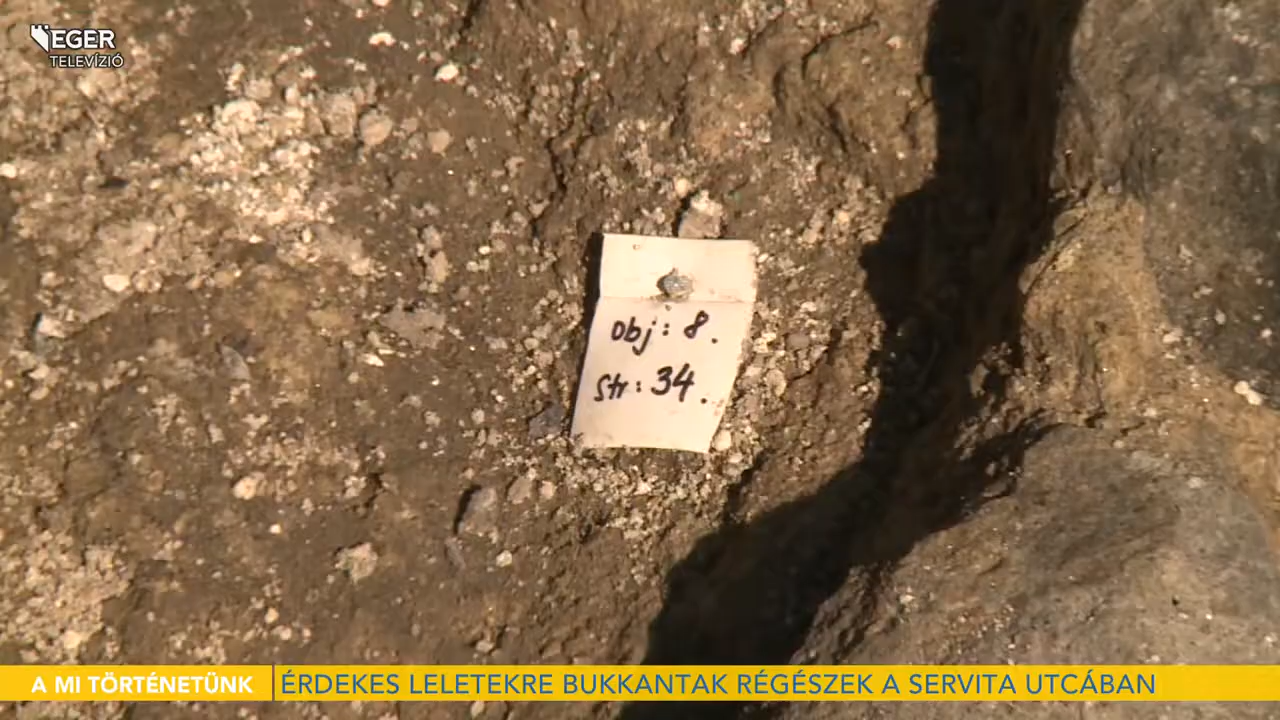 EGER
TELEVÍZIÓ
Obj: 8.
Str: 34.
A MI TÖRTÉNETÜNK
ÉRDEKES LELETEKRE BUKKANTAK RÉGÉSZEK A SERVITA UTCÁBAN